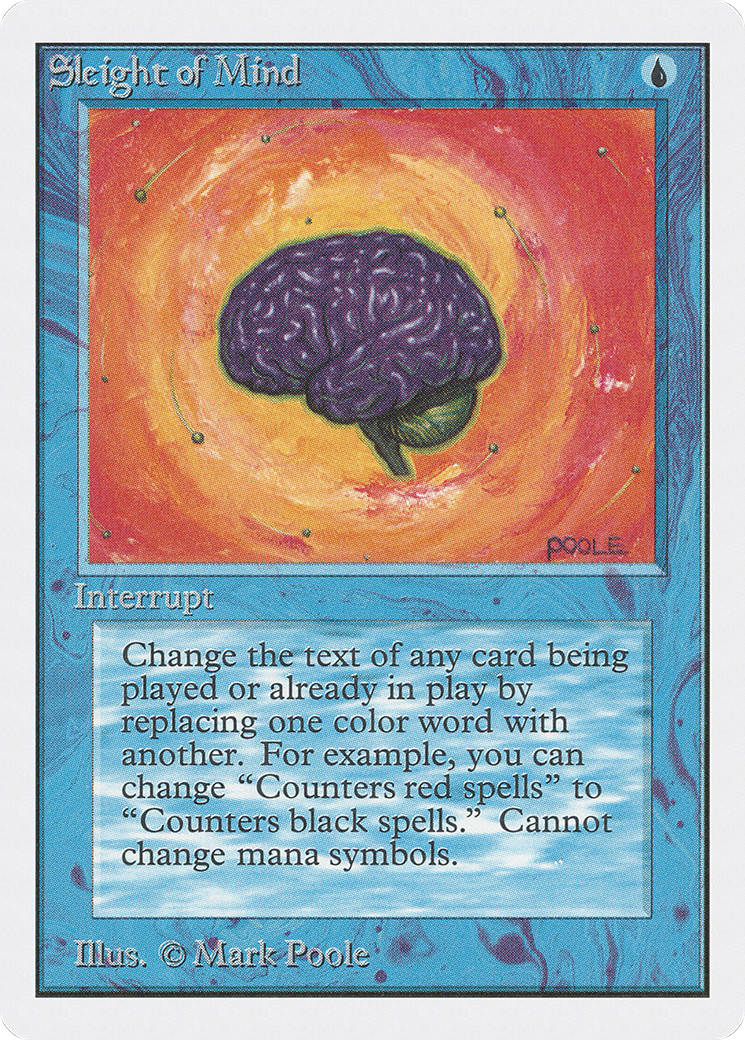 Sleight of Mind
POOLE
Interrupt
Change the text of any card being
played or already in play by
replacing one color word with
another. For example, you can
change “Counters red spells” to
“Counters black spells.” Cannot
change mana symbols.
Illus. © Mark Poole